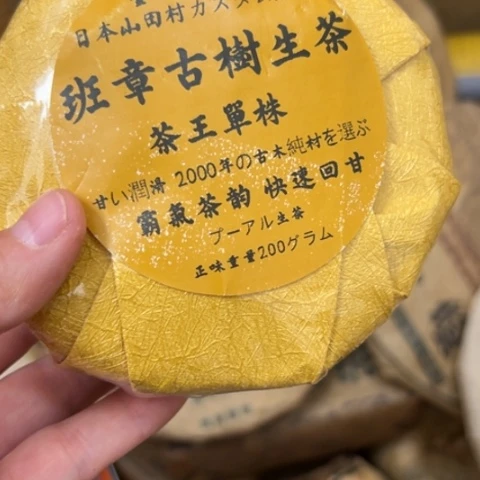 日本山田村カスタ
班章古樹生茶
茶王單株
甘い潤滑 2000年の古木純村を選ぶ
霸氣茶韵 快速回甘
プーアル生茶
正味重量200グラム